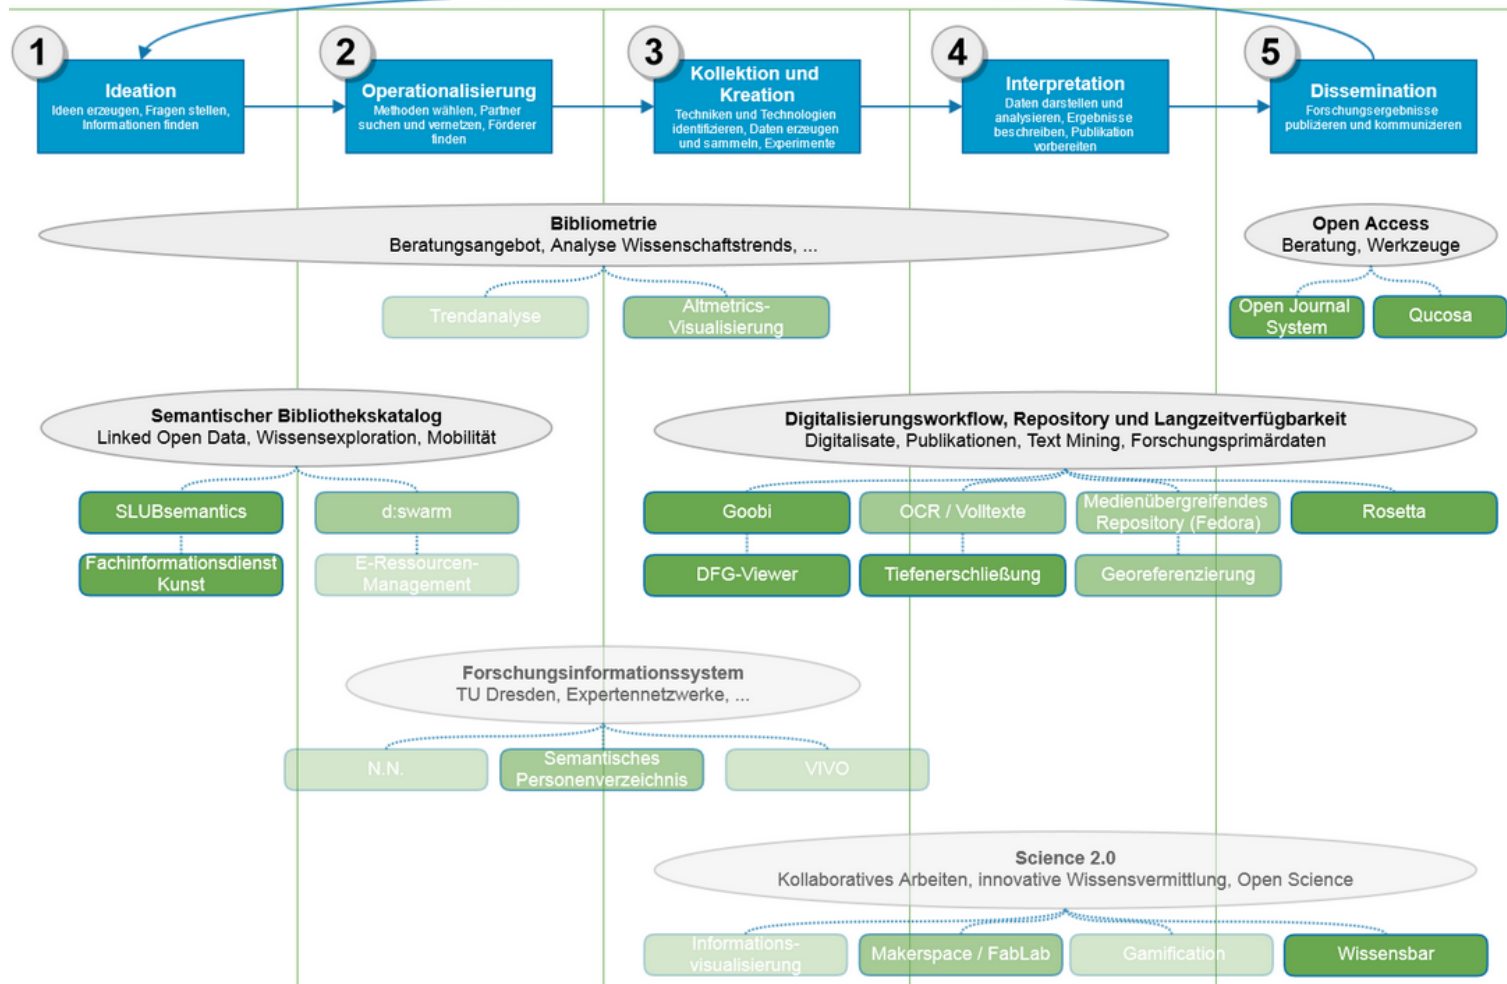 1
Ideation
Ideen erzeugen, Fragen stellen,
Informationen finden
2
Operationalisierung
Methoden wählen, Partner
suchen und vernetzen, Förderer
finden
3
Kollektion und
Kreation
Techniken und Technologien
identifizieren, Daten erzeugen
und sammeln, Experimente
4
Interpretation
Daten darstellen und
analysieren, Ergebnisse
beschreiben, Publikation
vorbereiten
5
Dissemination
Forschungsergebnisse
publizieren und kommunizieren
Bibliometrie
Beratungsangebot, Analyse Wissenschaftstrends, ...
Trendanalyse
Altmetrics-
Visualisierung
Open Access
Beratung, Werkzeuge
Open Journal
System
Qucosa
Semantischer Bibliothekskatalog
Linked Open Data, Wissensexploration, Mobilität
SLUBsemantics
d:swarm
Fachinformationsdienst
Kunst
E-Ressourcen-
Management
Digitalisierungsworkflow, Repository und Langzeitverfügbarkeit
Digitalisate, Publikationen, Text Mining, Forschungsprimärdaten
Goobi
OCR / Volltexte
Medienübergreifendes
Repository (Fedora)
Rosetta
DFG-Viewer
Tiefenerschließung
Georeferenzierung
Forschungsinformationssystem
TU Dresden, Expertennetzwerke, ...
N.N.
Semantisches
Personenverzeichnis
VIVO
Science 2.0
Kollaboratives Arbeiten, innovative Wissensvermittlung, Open Science
Informations-
visualisierung
Makerspace / FabLab
Gamification
Wissensbar